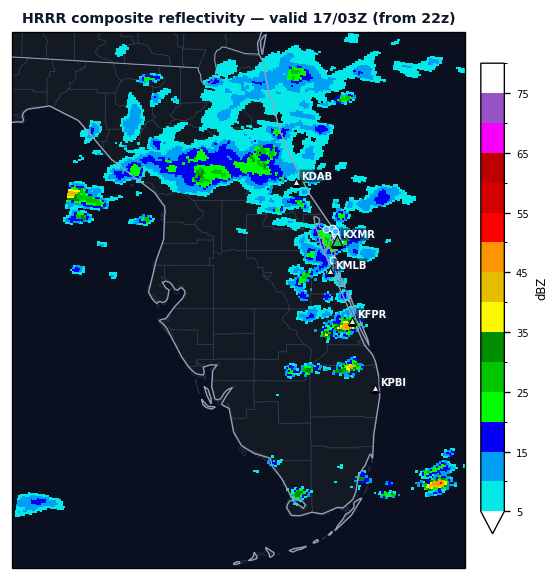 HRRR composite reflectivity — valid 17/03Z (from 22z)
KDAB
KXMR
KMLB
KFPR
KPBI
75
65
55
45
35
25
15
5
dBZ